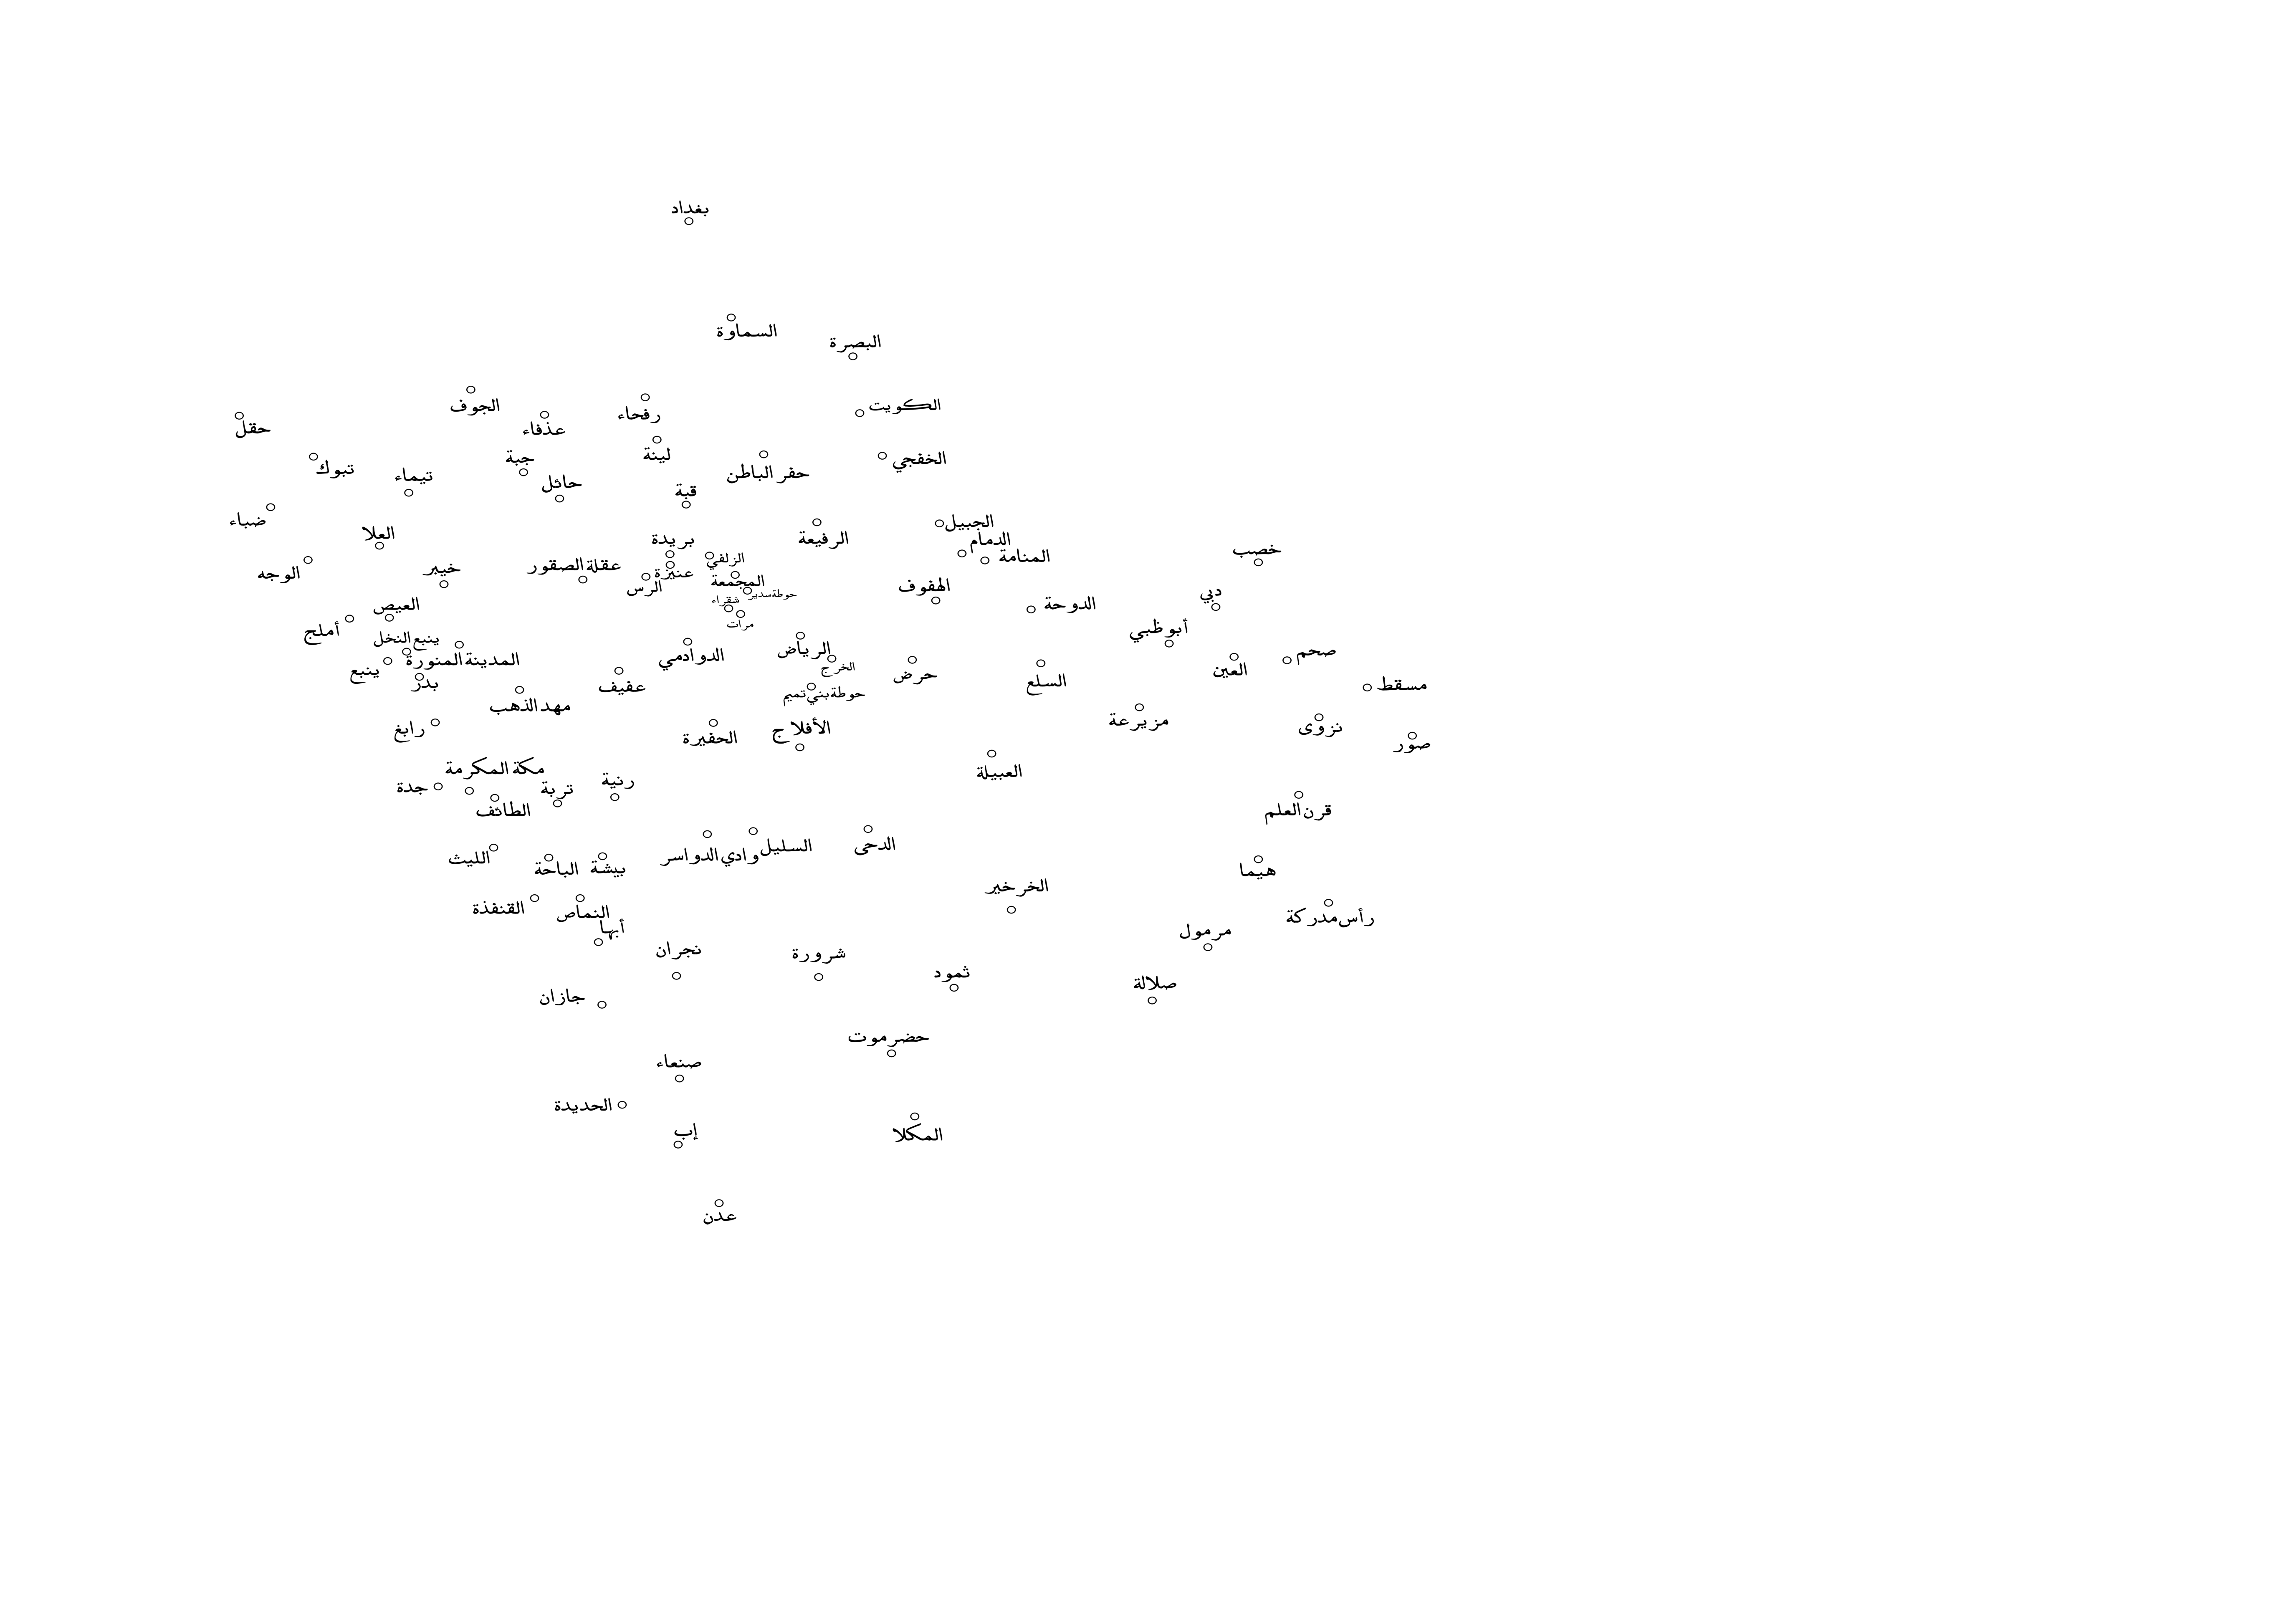 بغداد
السماوة
البصرة
الكويت
الجوف
رفحاء
عذفاء
حقل
لينة
جبة
الخفجي
حفر الباطن
تبوك
تيماء
حائل
قبة
ضباء
الجبيل
العلا
بريدة
الرفيعة
الدمام
المنامة
خصب
الزلفي
عقلة الصقور
خيبر
الوجه
عنيزة
المجمعة
الرس
الهفوف
حوطة سدير
دبي
شقراء
الدوحة
العيص
مرات
أبو ظبي
أملج
ينبع النخل
الرياض
صحم
الدوادمي
المدينة المنورة
الخرج
ينبع
العين
حرض
السلع
بدر
عفيف
مسقط
حوطة بني تميم
مهد الذهب
مزيرعة
رابغ
الأفلاج
نزوى
الحفيرة
صور
مكة المكرمة
العبيلة
رنية
جدة
تربة
الطائف
قرن العلم
السليل
الدحى
وادي الدواسر
الليث
الباحة
بيشة
هيما
الخرخير
القنفذة
النماص
رأس مدركة
أبها
مرمول
نجران
شرورة
ثمود
صلالة
جازان
حضرموت
صنعاء
الحديدة
إب
المكلا
عدن